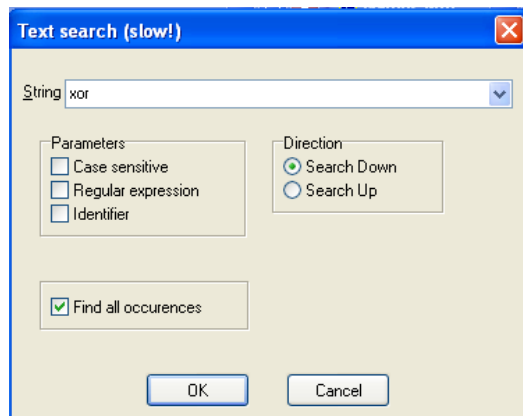 Text search (slow!)
String xor
Parameters
Case sensitive
Regular expression
Identifier
Direction
Search Down
Search Up
Find all occurences
OK
Cancel